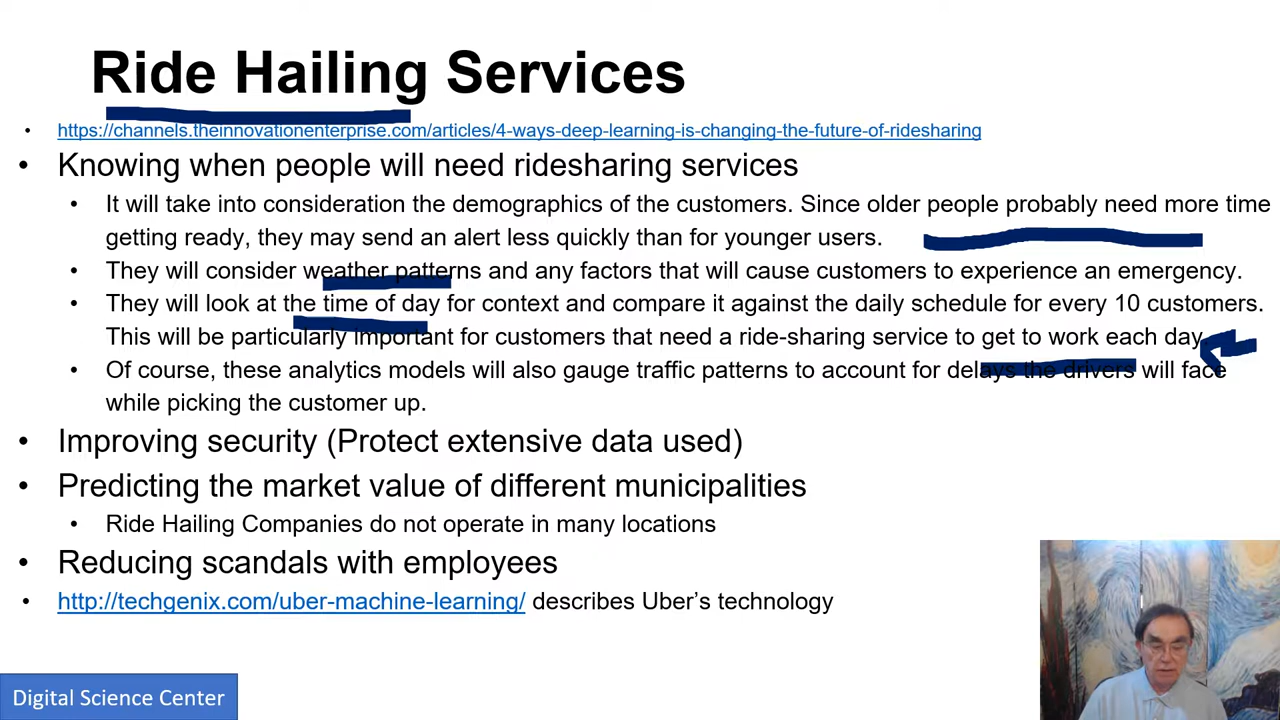 Ride Hailing Services
• https://channels.theinnovationenterprise.com/articles/4-ways-deep-learning-is-changing-the-future-of-ridesharing
• Knowing when people will need ridesharing services
• It will take into consideration the demographics of the customers. Since older people probably need more time
getting ready, they may send an alert less quickly than for younger users.
• They will consider weather patterns and any factors that will cause customers to experience an emergency.
• They will look at the time of day for context and compare it against the daily schedule for every 10 customers.
This will be particularly important for customers that need a ride-sharing service to get to work each day.
• Of course, these analytics models will also gauge traffic patterns to account for delays the drivers will face
while picking the customer up.
• Improving security (Protect extensive data used)
• Predicting the market value of different municipalities
• Ride Hailing Companies do not operate in many locations
• Reducing scandals with employees
• http://techgenix.com/uber-machine-learning/ describes Uber’s technology
Digital Science Center